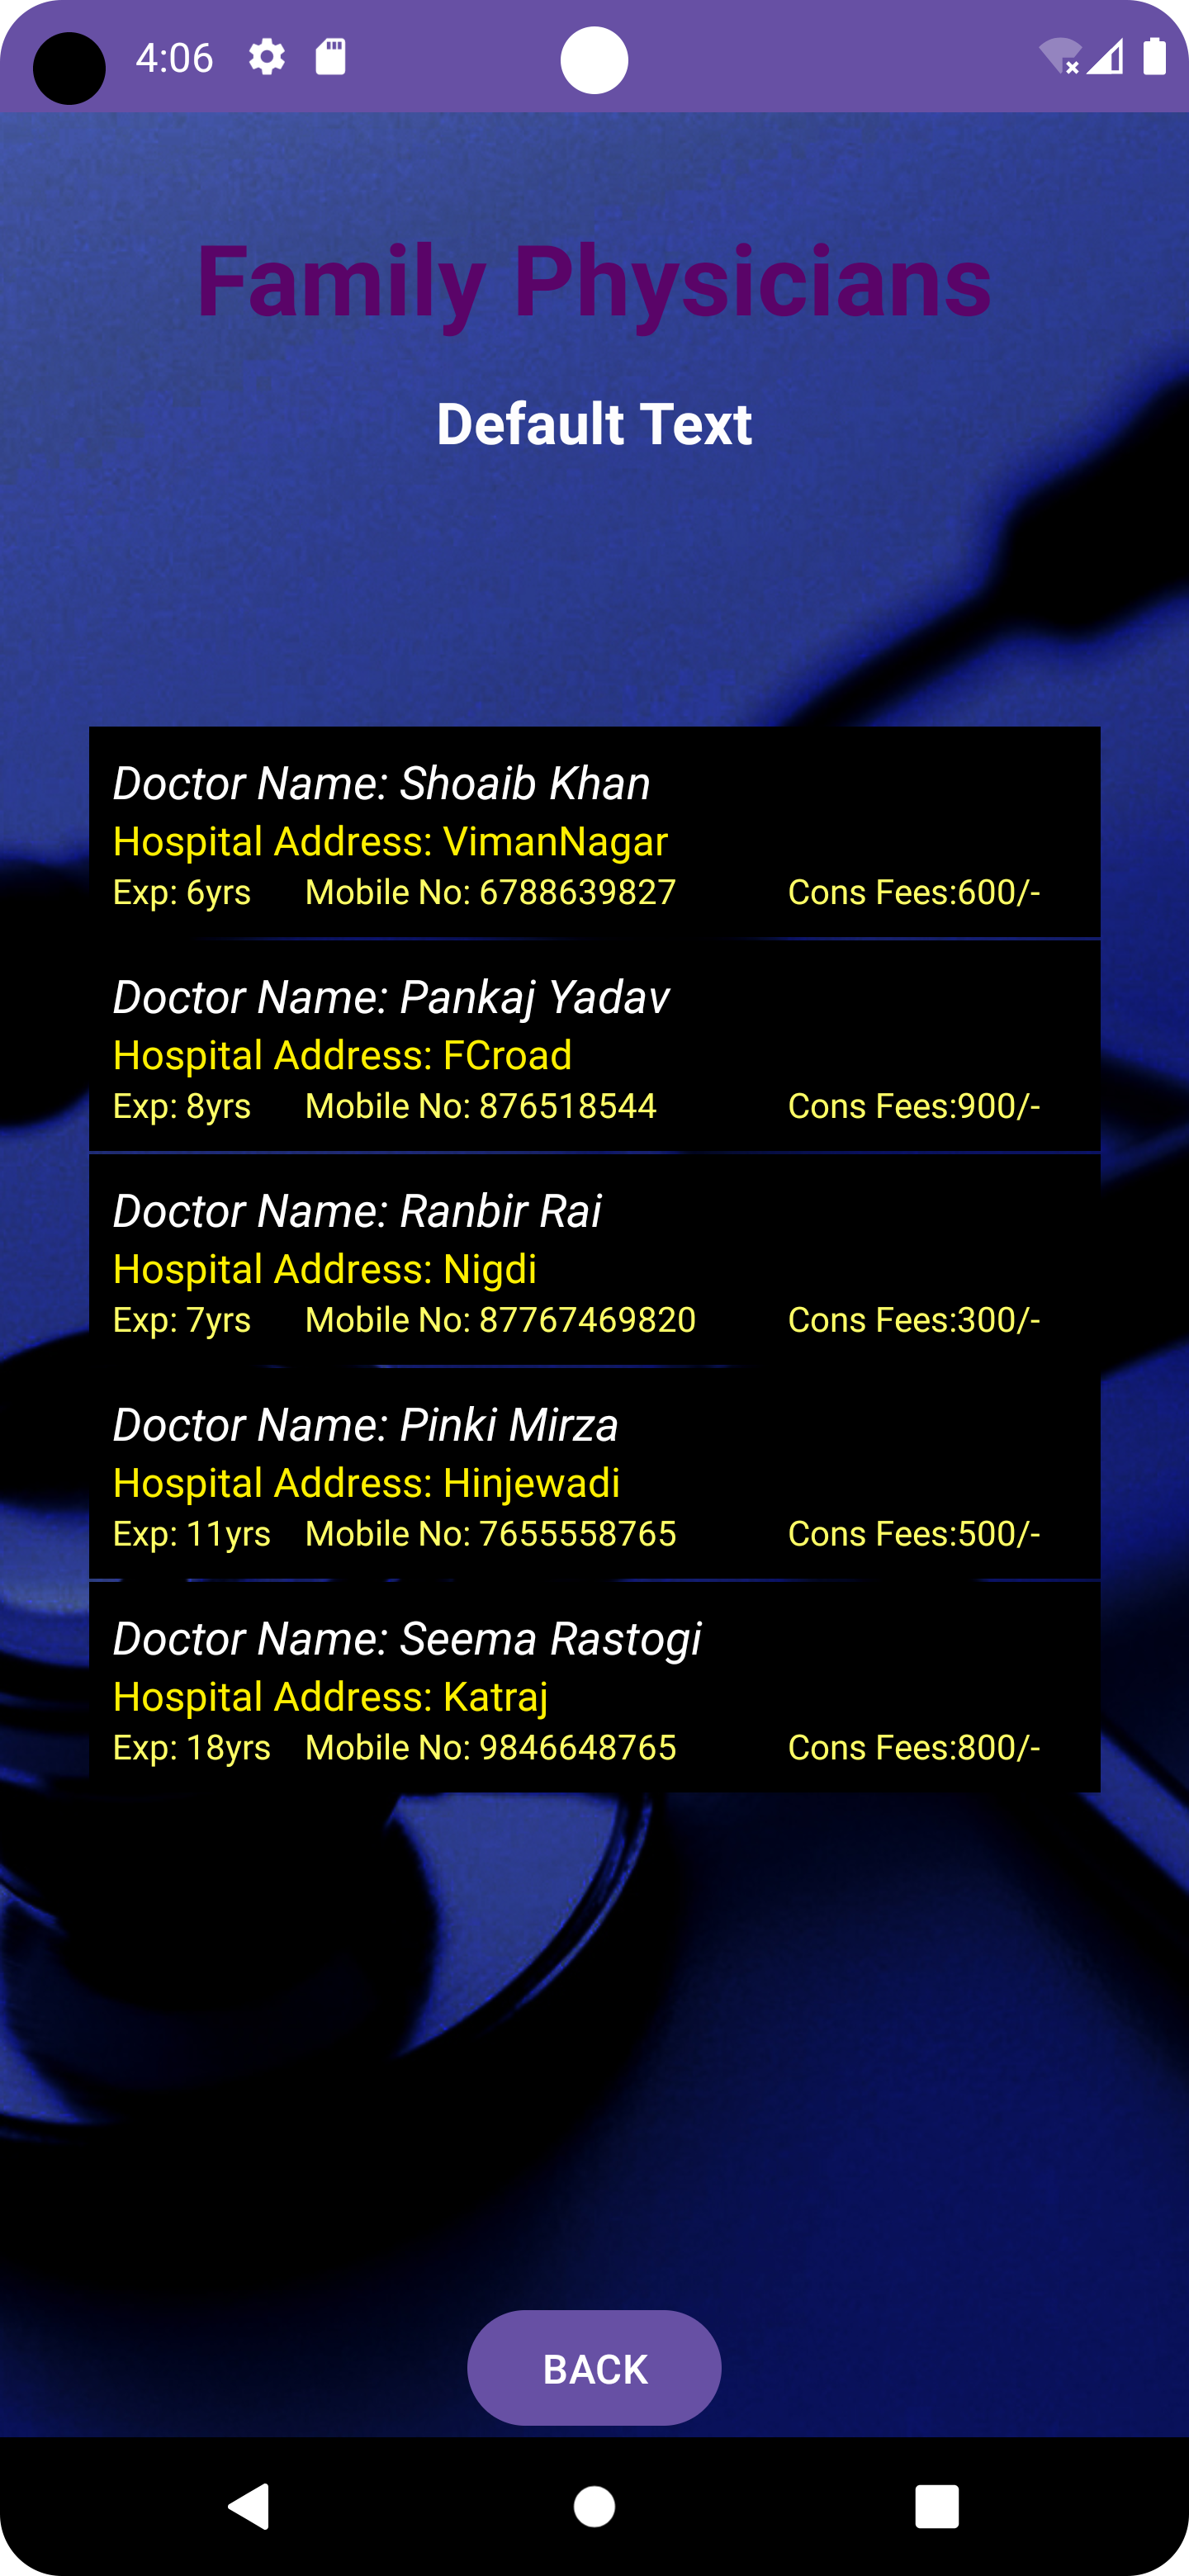 4:06
Family Physicians
Default Text
Doctor Name: Shoaib Khan
Hospital Address: VimanNagar
Exp: 6yrs Mobile No: 6788639827 Cons Fees:600/-
Doctor Name: Pankaj Yadav
Hospital Address: FCroad
Exp: 8yrs Mobile No: 876518544 Cons Fees:900/-
Doctor Name: Ranbir Rai
Hospital Address: Nigdi
Exp: 7yrs Mobile No: 87767469820 Cons Fees:300/-
Doctor Name: Pinki Mirza
Hospital Address: Hinjewadi
Exp: 11yrs Mobile No: 7655558765 Cons Fees:500/-
Doctor Name: Seema Rastogi
Hospital Address: Katraj
Exp: 18yrs Mobile No: 9846648765 Cons Fees:800/-
BACK